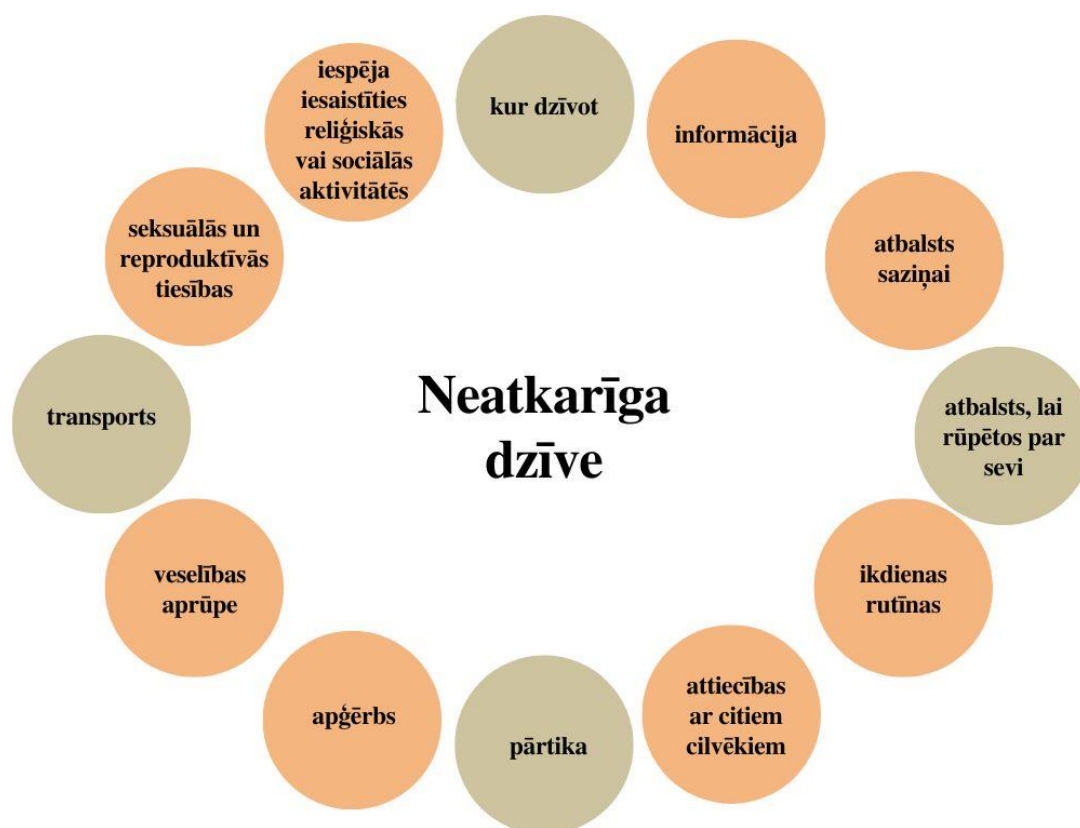 iespēja
iesaistīties
reliģiskās
vai sociālās
aktivitātēs
kur dzīvot
informācija
atbalsts
saziņai
atbalsts, lai
rūpētos par
sevi
ikdienas
rutīnas
attiecības
ar citiem
cilvēkiem
pārtika
apģērbs
veselības
aprūpe
transports
seksuālās un
reproduktīvās
tiesības
Neatkarīga
dzīve